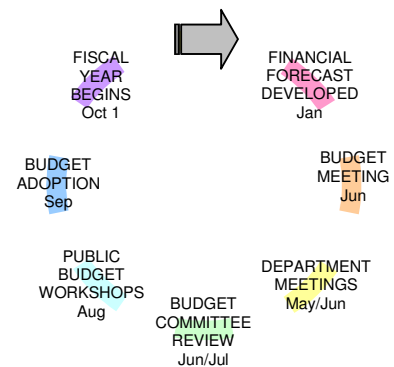 FISCAL
YEAR
BEGINS
Oct 1
FINANCIAL
FORECAST
DEVELOPED
Jan
BUDGET
MEETING
Jun
DEPARTMENT
MEETINGS
May/Jun
BUDGET
COMMITTEE
REVIEW
Jun/Jul
PUBLIC
BUDGET
WORKSHOPS
Aug
BUDGET
ADOPTION
Sep